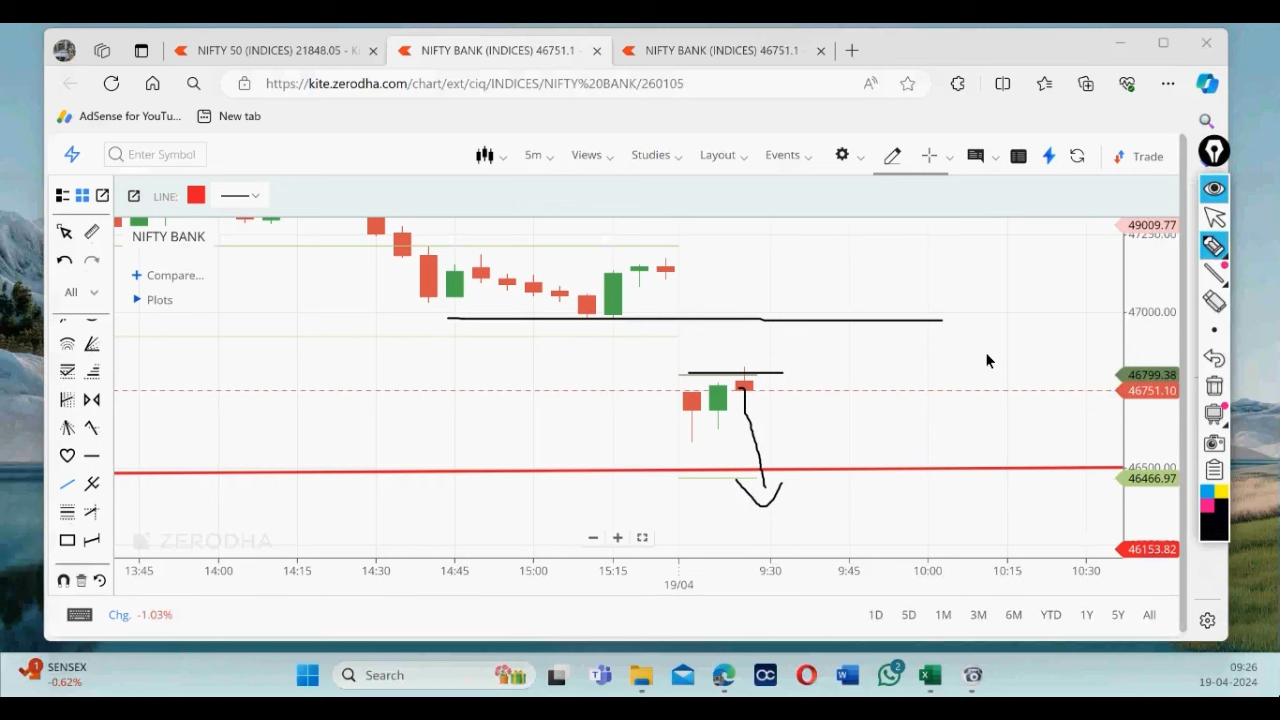 NIFTY 50 (INDICES) 21848.05 - K
NIFTY BANK (INDICES) 46751.1
NIFTY BANK (INDICES) 46751.1
https://kite.zerodha.com/chart/ext/ciq/INDICES/NIFTY%20BANK/260105
AdSense for YouTu...
New tab
Enter Symbol
5m
Views
Studies
Layout
Events
Trade
LINE:
NIFTY BANK
Compare...
All
Plots
49009.77
47250.00
47000.00
46799.38
46751.10
46500.00
46466.97
46153.82
ZERODHA
13:45 14:00 14:15 14:30 14:45 15:00 15:15 19/04 9:30 9:45 10:00 10:15 10:30
Chg. -1.03%
1D 5D 1M 3M 6M YTD 1Y 5Y All
1
SENSEX
-0.62%
Search
2
09:26
19-04-2024